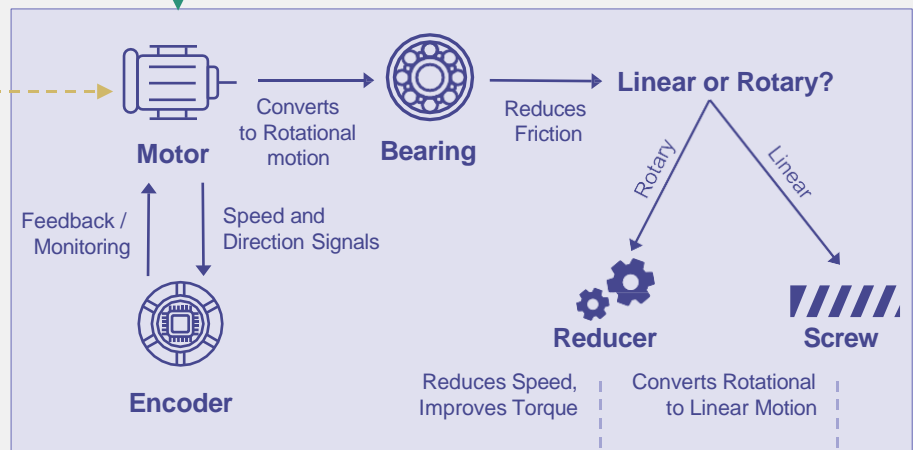 Motor
Converts
to Rotational
motion
Bearing
Reduces
Friction
Linear or Rotary?
Rotary
Linear
Feedback /
Monitoring
Speed and
Direction Signals
Encoder
Reducer
Reduces Speed,
Improves Torque
Screw
Converts Rotational
to Linear Motion